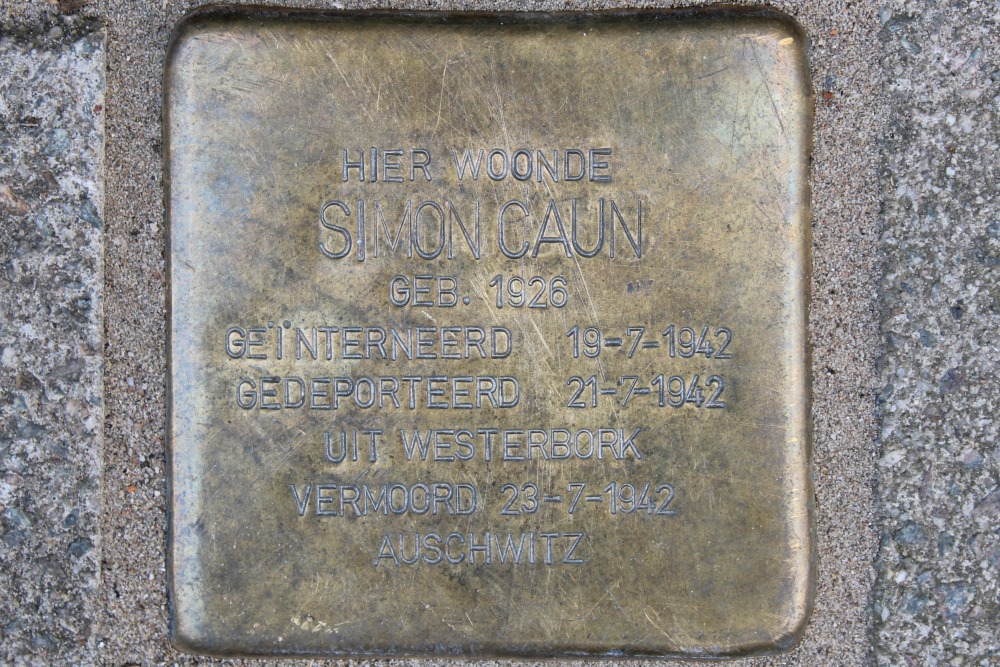 HIER WOONDE
SIMON CAUN
GEB. 1926
GEÏNTERNEERD 19-7-1942
GEDEPORTEERD 21-7-1942
UIT WESTERBORK
VERMOORD 23-7-1942
AUSCHWITZ